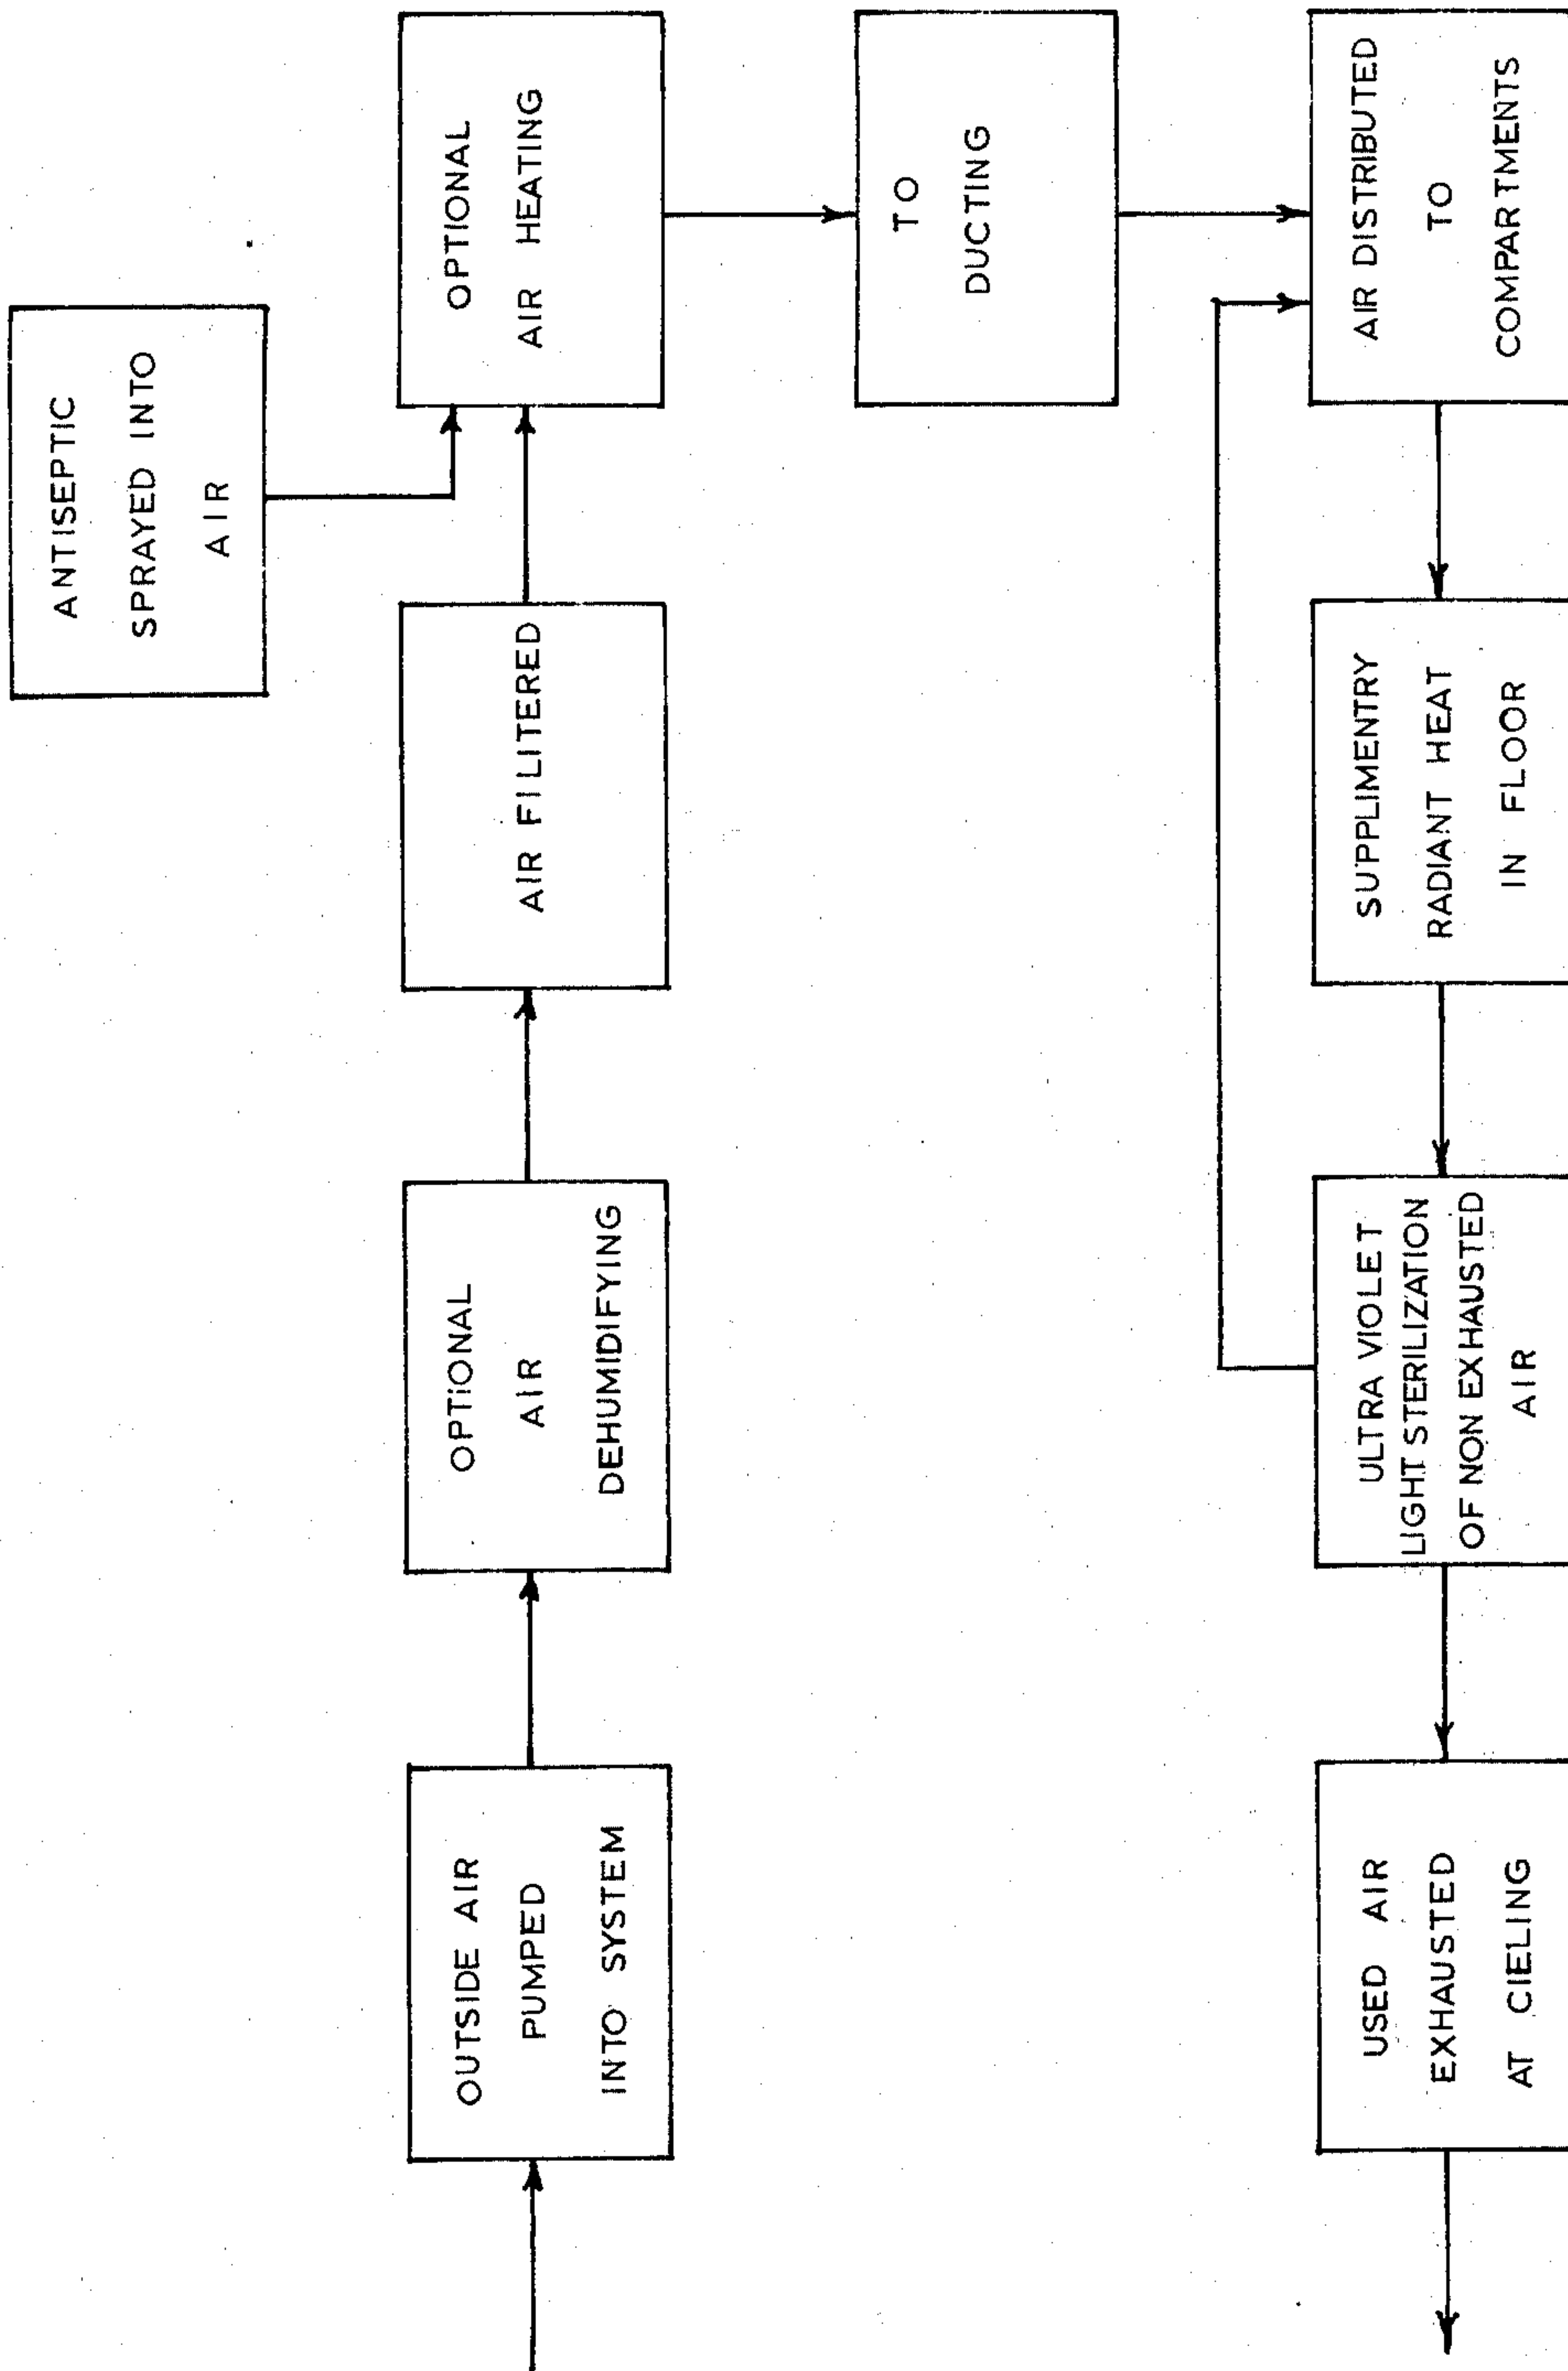 ANTISEPTIC
SPRAYED INTO
AIR
OUTSIDE AIR
PUMPED
INTO SYSTEM
OPTIONAL
AIR
DEHUMIDIFYING
AIR FILITERED
OPTIONAL
AIR HEATING
TO
DUCTING
AIR DISTRIBUTED
TO
COMPARTMENTS
SUPPLIMENTRY
RADIANT HEAT
IN FLOOR
ULTRA VIOLET
LIGHT STERILIZATION
OF NON EXHAUSTED
AIR
USED AIR
EXHAUSTED
AT CIELING